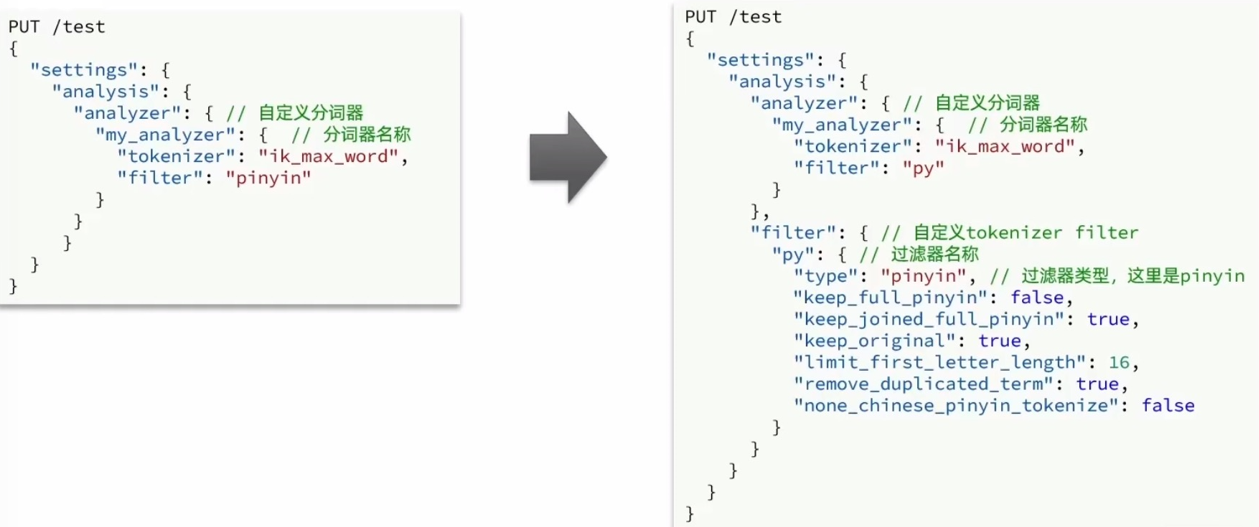 PUT /test
{
  "settings": {
    "analysis": {
      "analyzer": { // 自定义分词器
        "my_analyzer": {  // 分词器名称
          "tokenizer": "ik_max_word",
          "filter": "pinyin"
        }
      }
     }
  }
}
PUT /test
{
  "settings": {
    "analysis": {
      "analyzer": { // 自定义分词器
        "my_analyzer": {  // 分词器名称
          "tokenizer": "ik_max_word",
          "filter": "py"
        }
      },
      "filter": { // 自定义tokenizer filter
        "py": { // 过滤器名称
          "type": "pinyin", // 过滤器类型，这里是pinyin
          "keep_full_pinyin": false,
          "keep_joined_full_pinyin": true,
          "keep_original": true,
          "limit_first_letter_length": 16,
          "remove_duplicated_term": true,
          "none_chinese_pinyin_tokenize": false
        }
      }
    }
  }
}